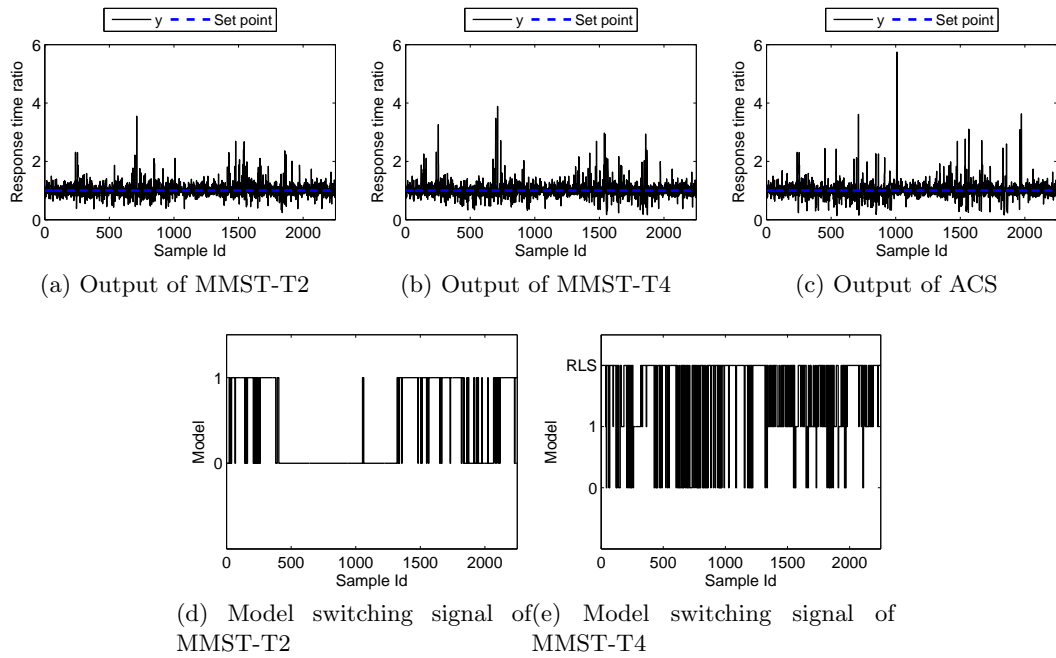 y Set point
y Set point
y Set point
Response time ratio
6
4
2
0
0 500 1000 1500 2000
Sample Id
Response time ratio
6
4
2
0
0 500 1000 1500 2000
Sample Id
Response time ratio
6
4
2
0
0 500 1000 1500 2000
Sample Id
(a) Output of MMST-T2
(b) Output of MMST-T4
(c) Output of ACS
Model
1
0
0 500 1000 1500 2000
Sample Id
Model
RLS
1
0
0 500 1000 1500 2000
Sample Id
(d) Model switching signal of
MMST-T2
(e) Model switching signal of
MMST-T4